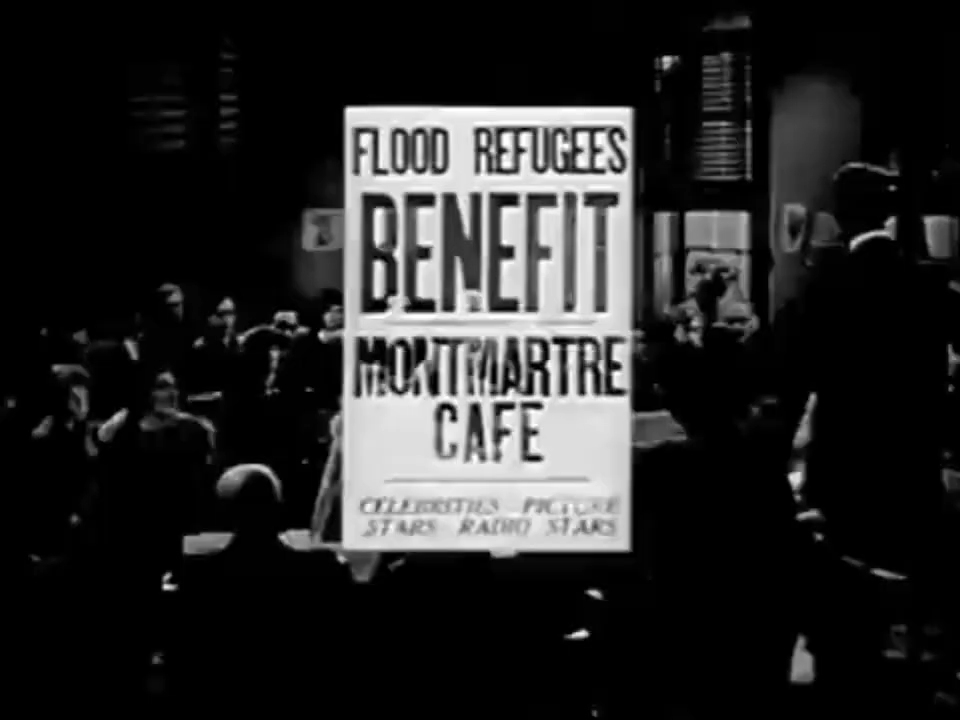 FLOOD REFUGEES
BENEFIT
MONTMARTRE
CAFE
CELEBRITIES PICTURE
STARS RADIO STARS